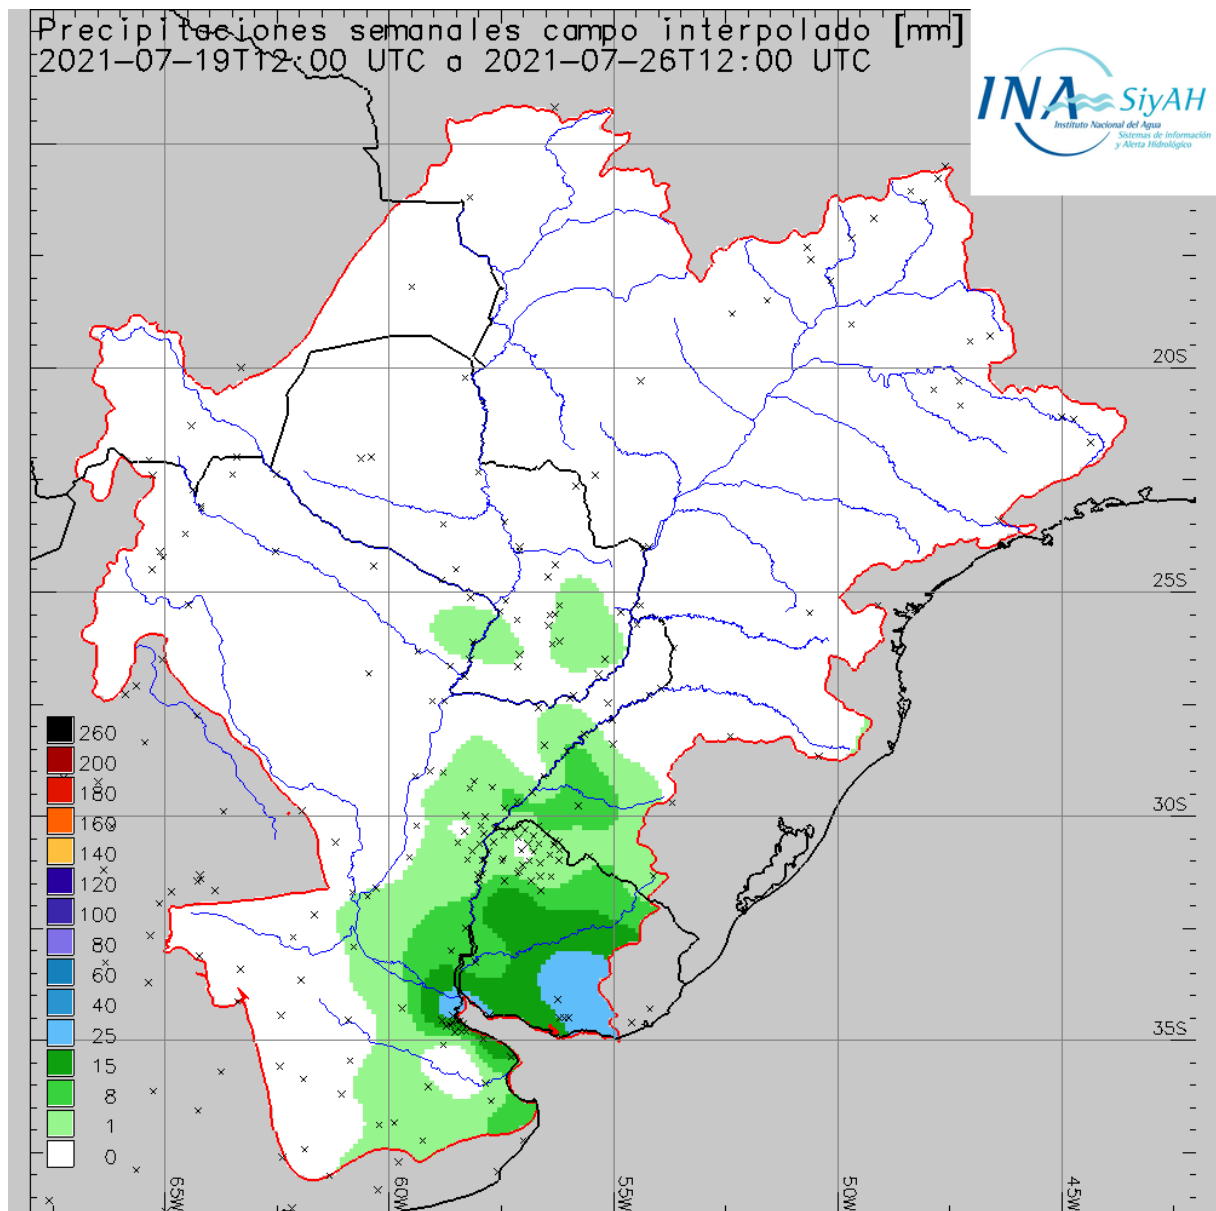 Precipitaciones semanales campo interpolado [mm]
2021-07-19T12:00 UTC a 2021-07-26T12:00 UTC
INA SiyAH
Instituto Nacional del Agua
Sistemas de información
y Alerta Hidrológico
20S
25S
30S
35S
260
200
180
160
140
120
100
80
60
40
25
15
8
1
0
65W
60W
55W
50W
45W